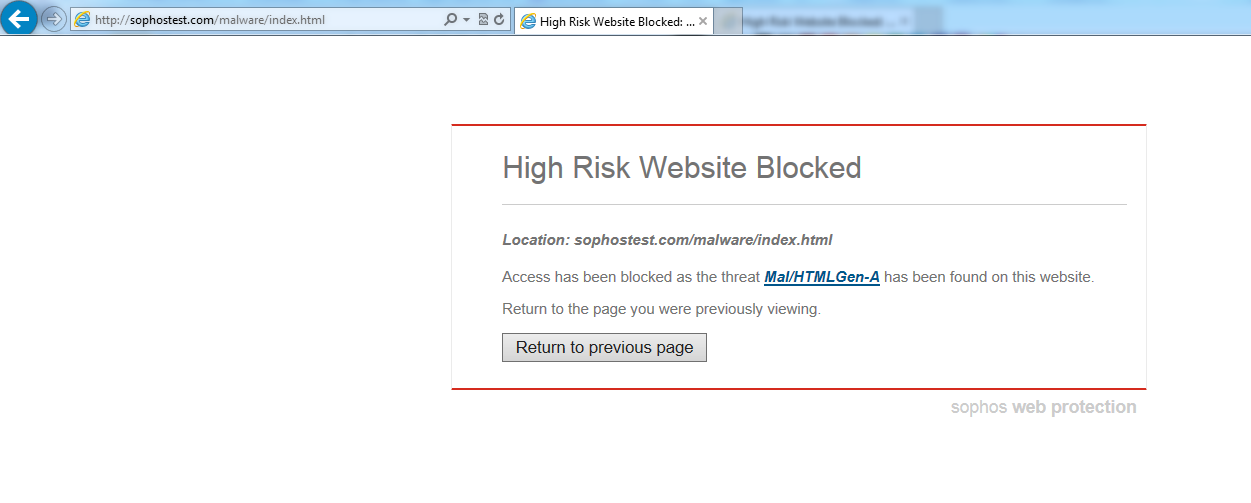 http://sophostest.com/malware/index.html
High Risk Website Blocked: ...
High Risk Website Blocked
Location: sophostest.com/malware/index.html
Access has been blocked as the threat Mal/HTMLGen-A has been found on this website.
Return to the page you were previously viewing.
Return to previous page
sophos web protection